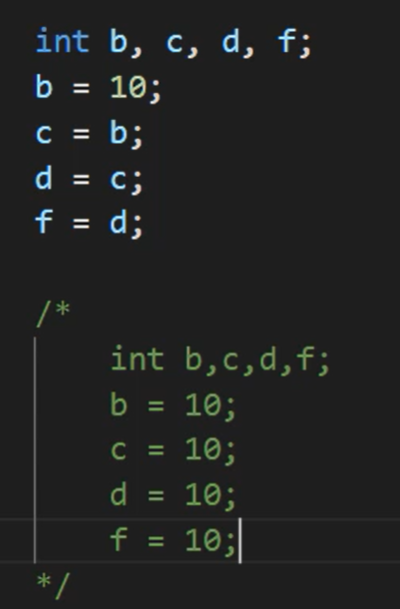 int b, c, d, f;
b = 10;
c = b;
d = c;
f = d;
/*
int b,c,d,f;
b = 10;
c = 10;
d = 10;
f = 10;
*/